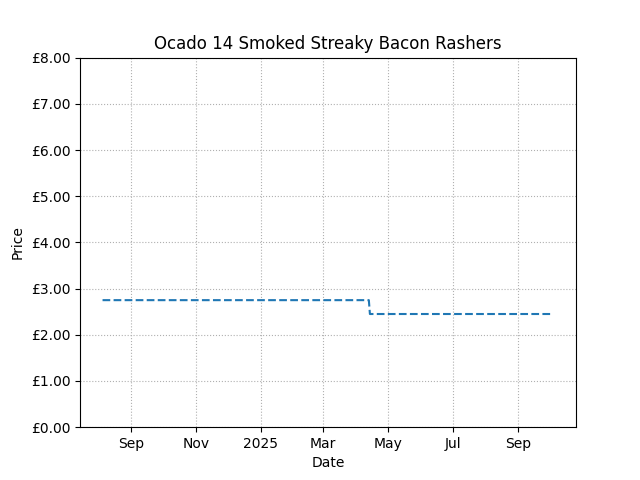 Ocado 14 Smoked Streaky Bacon Rashers
£8.00
£7.00
£6.00
£5.00
£4.00
£3.00
£2.00
£1.00
£0.00
Price
Sep Nov 2025 Mar May Jul Sep
Date